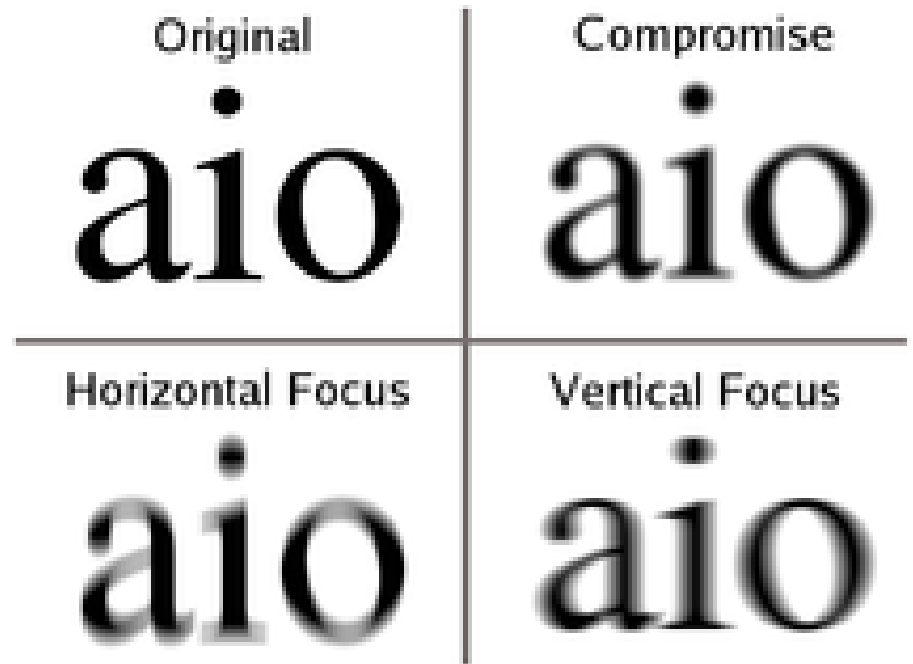 Original
aio
Compromise
aio
Horizontal Focus
aio
Vertical Focus
aio